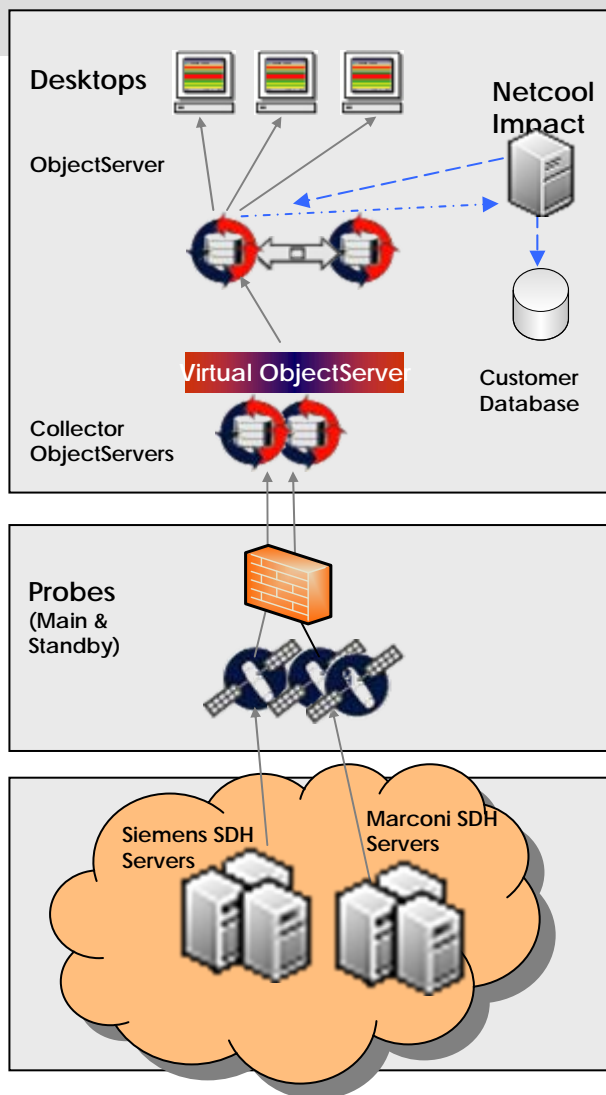 Desktops
Netcool
Impact
ObjectServer
Virtual ObjectServer
Customer
Database
Collector
ObjectServers
Probes
(Main &
Standby)
Siemens SDH
Servers
Marconi SDH
Servers